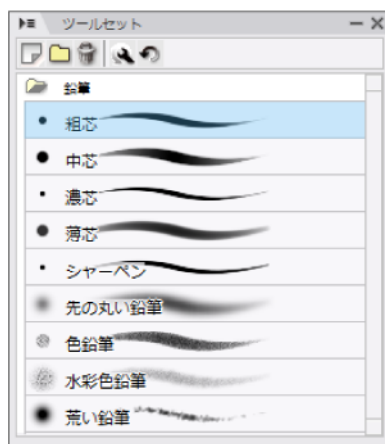 ツールセット
鉛筆
粗芯
中芯
濃芯
薄芯
シャーペン
先の丸い鉛筆
色鉛筆
水彩色鉛筆
荒い鉛筆